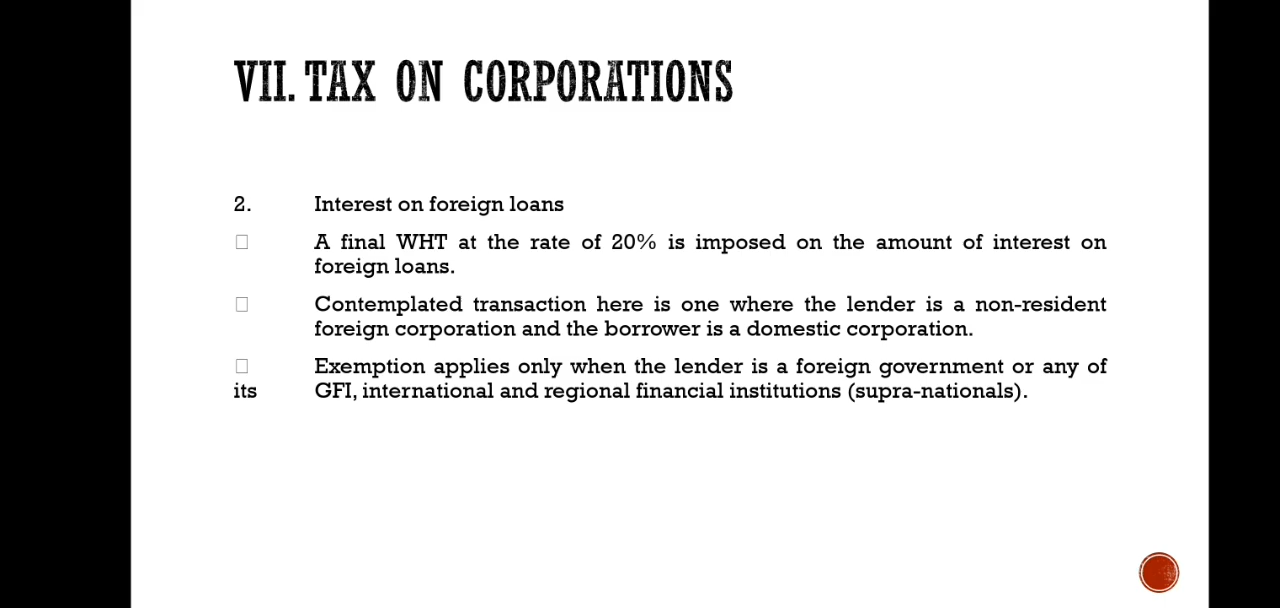 VII. TAX ON CORPORATIONS
2. Interest on foreign loans
A final WHT at the rate of 20% is imposed on the amount of interest on
foreign loans.
Contemplated transaction here is one where the lender is a non-resident
foreign corporation and the borrower is a domestic corporation.
Exemption applies only when the lender is a foreign government or any of
its GFI, international and regional financial institutions (supra-nationals).